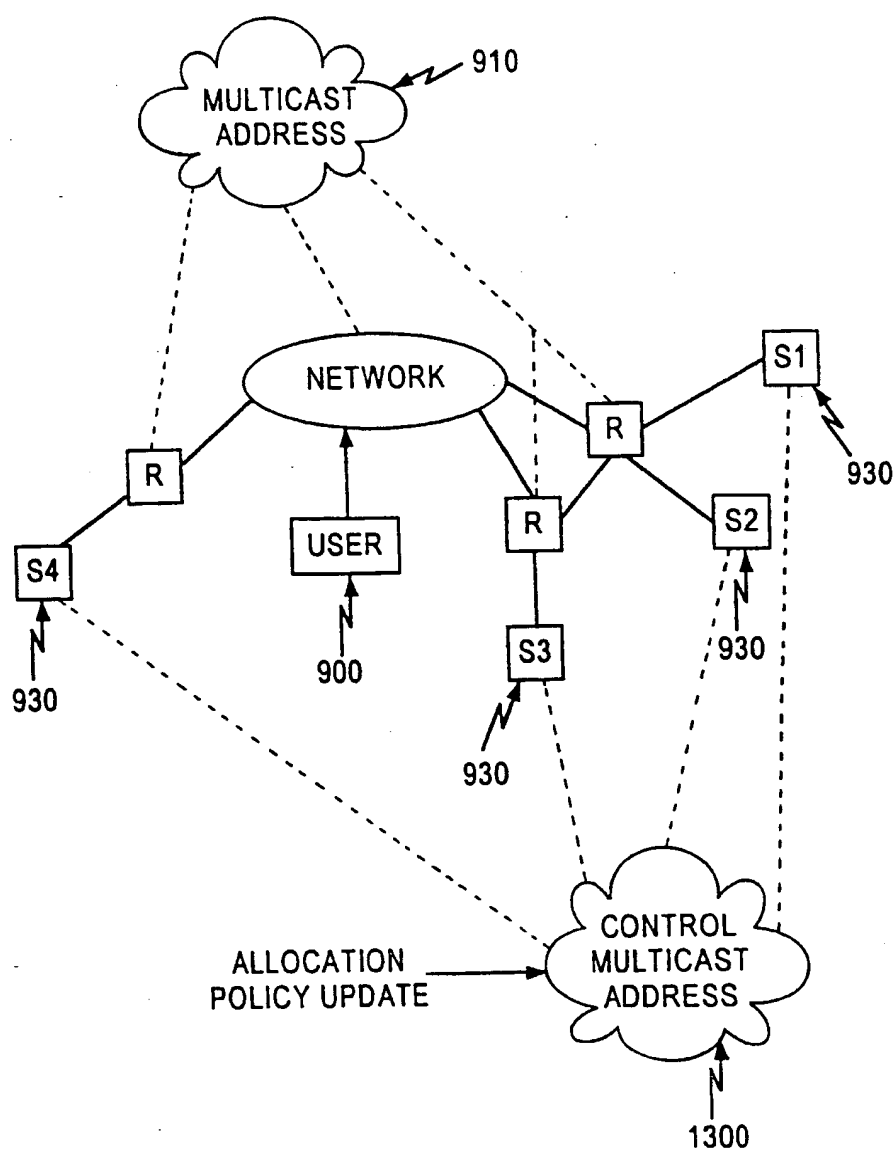 910
MULTICAST
ADDRESS
NETWORK
S1
R
930
R
R
S2
USER
S4
930
S3
900
930
930
CONTROL
MULTICAST
ADDRESS
ALLOCATION
POLICY UPDATE
1300